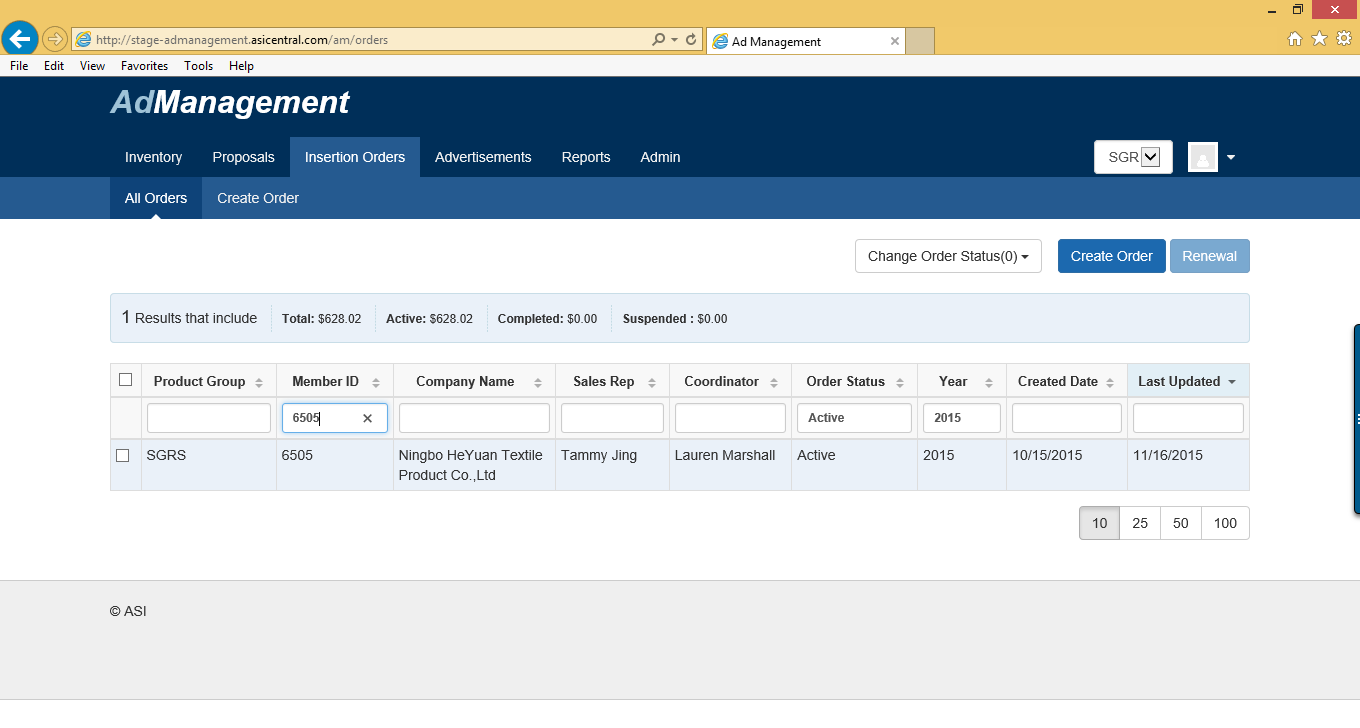 http://stage-admanagement.asicentral.com/am/orders
Ad Management
File Edit View Favorites Tools Help
AdManagement
Inventory Proposals Insertion Orders Advertisements Reports Admin
SGR
All Orders Create Order
Change Order Status(0) Create Order Renewal
1 Results that include Total: $628.02 Active: $628.02 Completed: $0.00 Suspended : $0.00
Product Group Member ID Company Name Sales Rep Coordinator Order Status Year Created Date Last Updated
6505 Active 2015
SGRS 6505 Ningbo HeYuan Textile Tammy Jing Lauren Marshall Active 2015 10/15/2015 11/16/2015
Product Co.,Ltd
10 25 50 100
© ASI